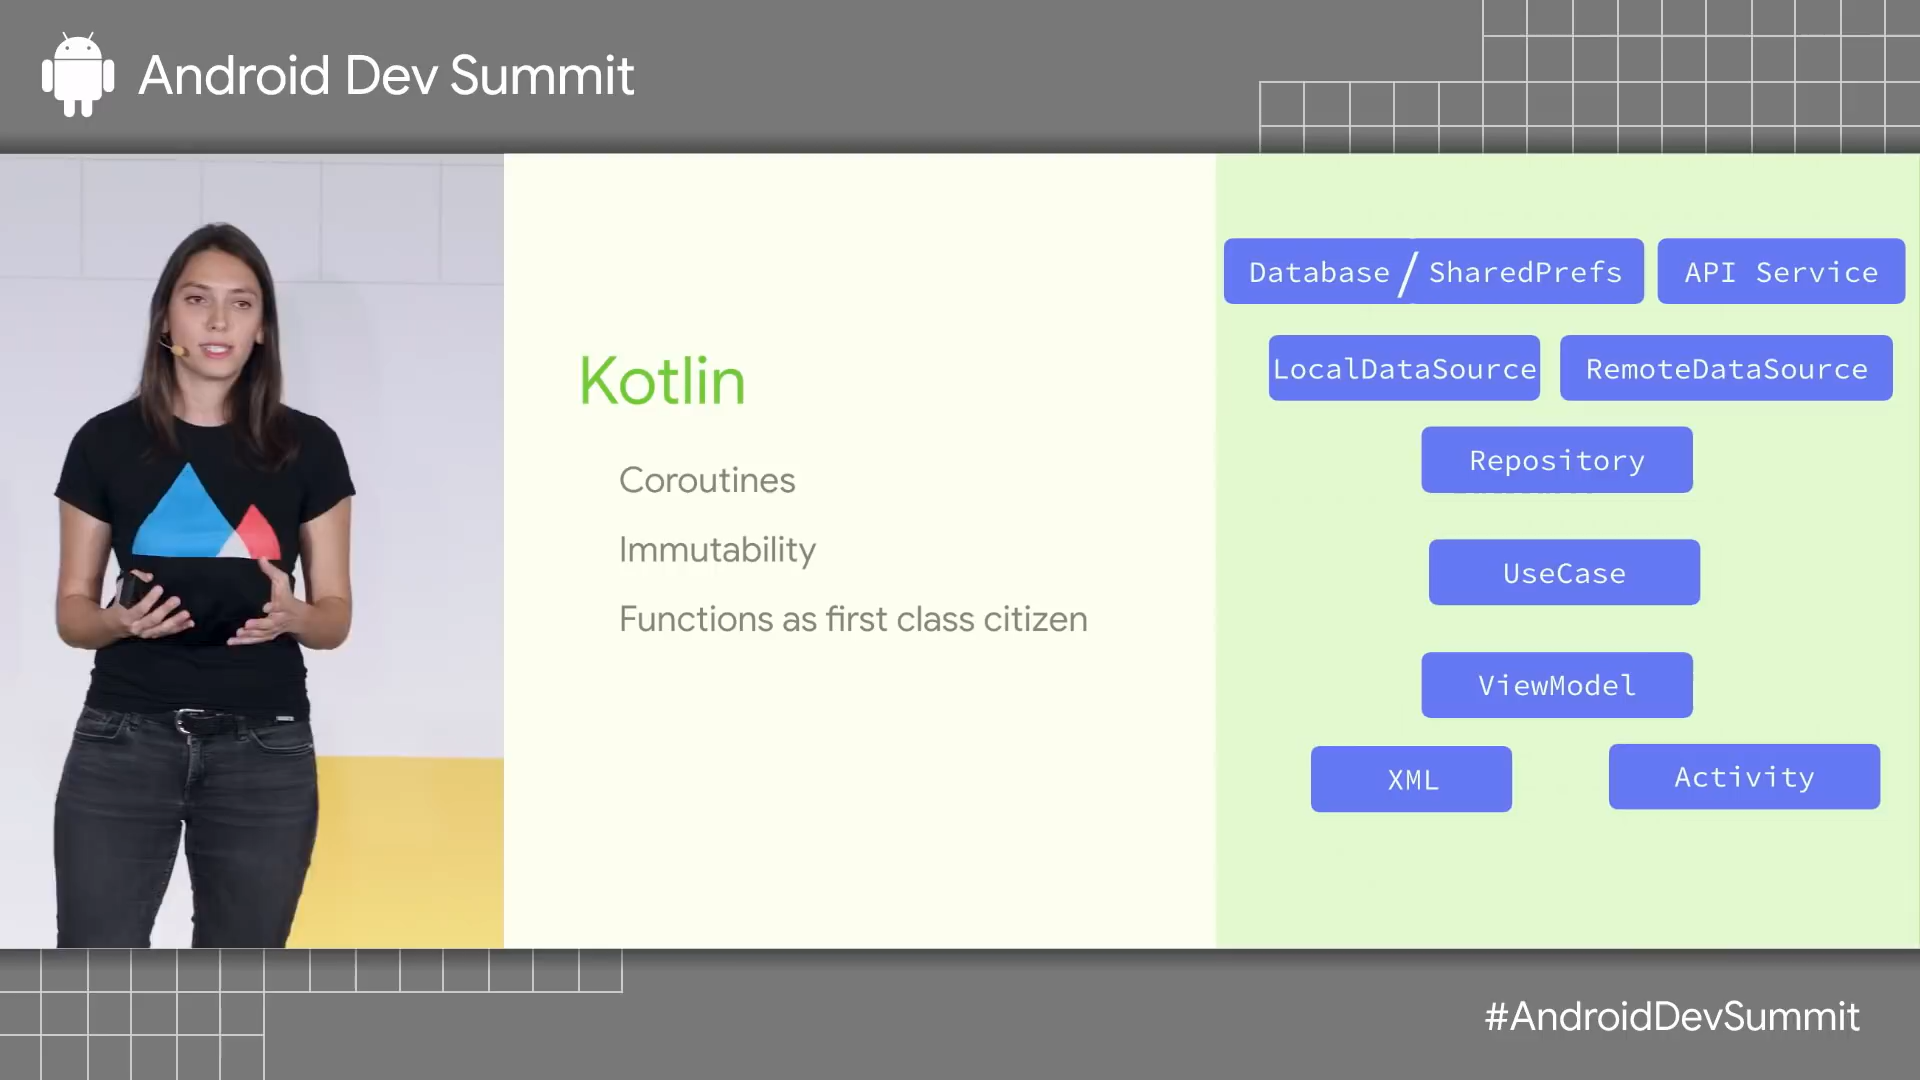 Android Dev Summit
Kotlin
Coroutines
Immutability
Functions as first class citizen
Database / SharedPrefs
API Service
LocalDataSource
RemoteDataSource
Repository
UseCase
ViewModel
XML
Activity
#AndroidDevSummit